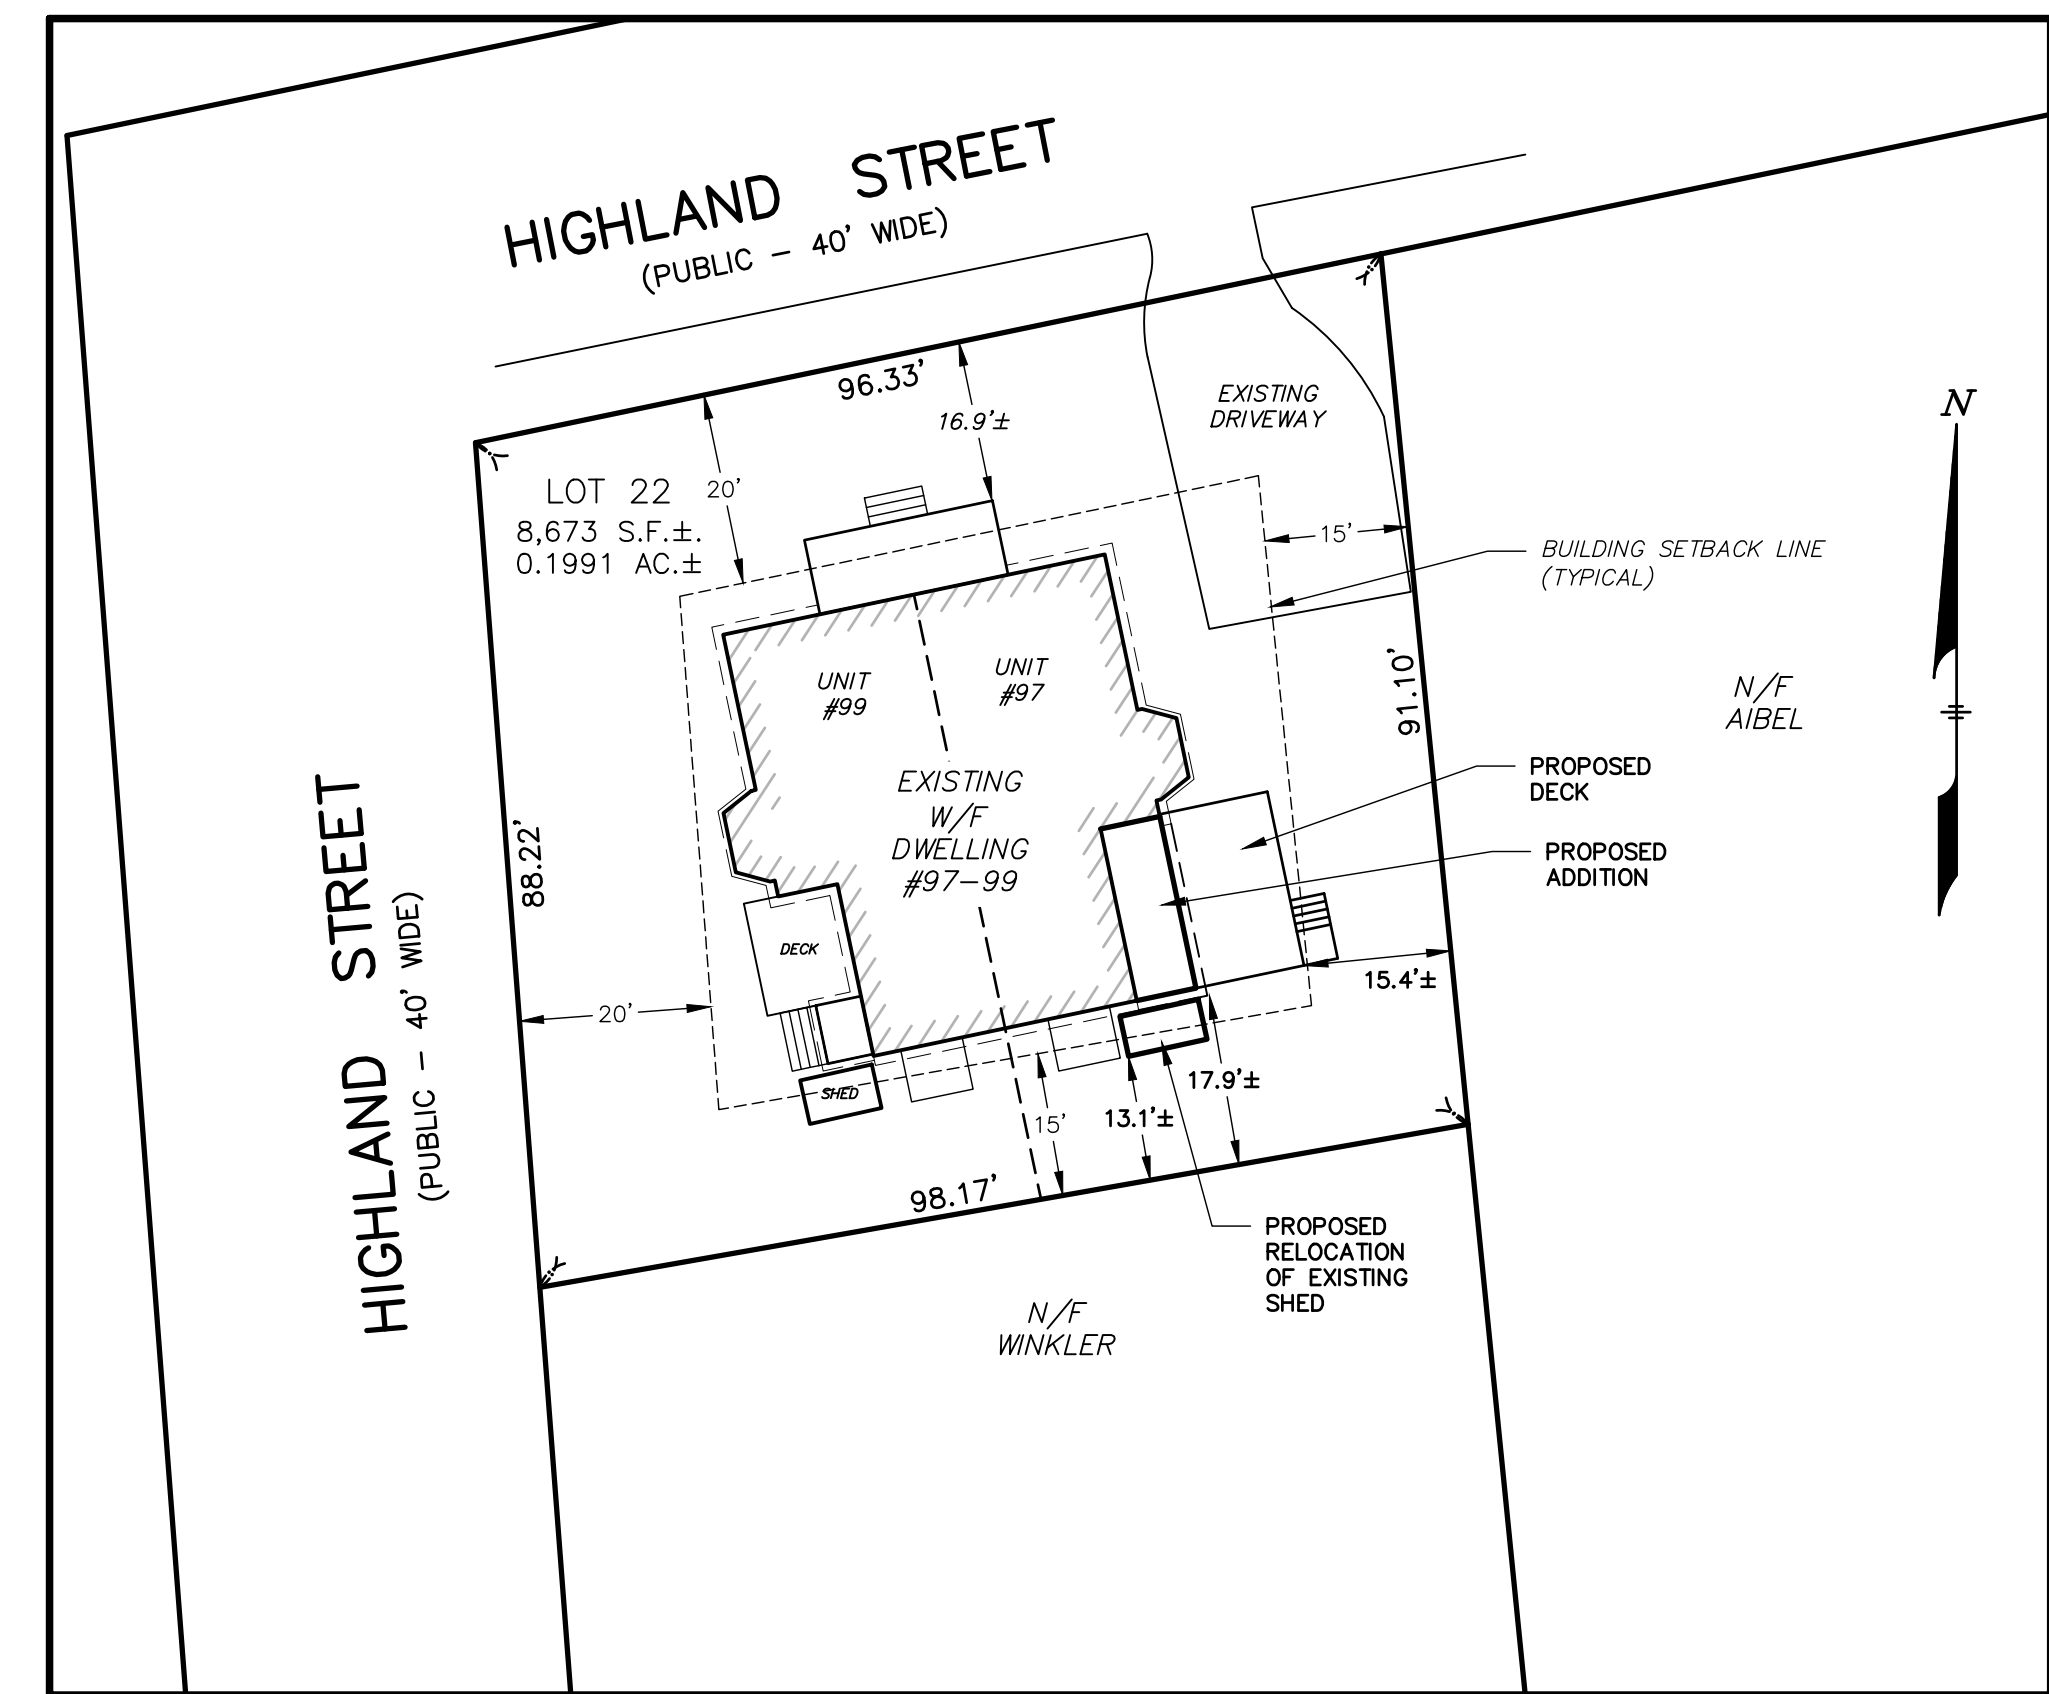 HIGHLAND STREET
(PUBLIC - 40' WIDE)
96.33'
16.9'±
EXISTING
DRIVEWAY
N
LOT 22
8,673 S.F.±.
0.1991 AC.±
20'
15'
BUILDING SETBACK LINE
(TYPICAL)
UNIT
#99
UNIT
#97
91.10'
N/F
AIBEL
EXISTING
W/F
DWELLING
#97-99
PROPOSED
DECK
PROPOSED
ADDITION
88.22'
HIGHLAND STREET
(PUBLIC - 40' WIDE)
DECK
20'
15.4'±
SHED
15'
13.1'±
17.9'±
98.17'
PROPOSED
RELOCATION
OF EXISTING
SHED
N/F
WINKLER